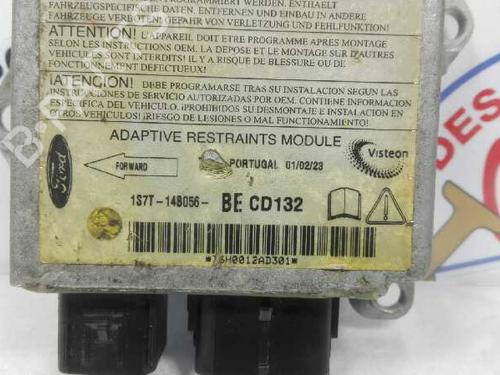 FAHRZEUGSPEZIFISCHE DATEN, ENTFERNEN UND EINBAU IN ANDERE
FAHRZEUGE VERBOTEN!GEFAHR VON VERLETZUNG UND FEHLFUNKTION!
ATTENTION! L'APPAREIL DOIT ETRE PROGRAMME APRES MONTAGE
SELON LES INSTRUCTIONS OEM. LA DEPOSE ET LE MONTAGE SUR D'AUTRES
VEHICULES SONT INTERDITS! IL Y A RISQUE DE BLESSURE OU DE
FONCTIONNEMENT DEFECTUEUX!
¡ATENCION! DEBE PROGRAMARSE TRAS SU INSTALACION SEGUN LAS
INSTRUCCIONES DE SERVICIO AUTORIZADAS POR OEM. CONTIENE INFORMACION
ESPECIFICA DEL VEHICULO. ¡PROHIBIDO EL DESMONTAJE E INSTALACION EN
OTROS VEHICULOS! ¡RIESGO DE LESIONES O MAL FUNCIONAMIENTO!
ADAPTIVE RESTRAINTS MODULE
Ford
FORWARD
PORTUGAL 01/02/23
Visteon
1S7T-14B056- BE CD132
0012AD301*
DES